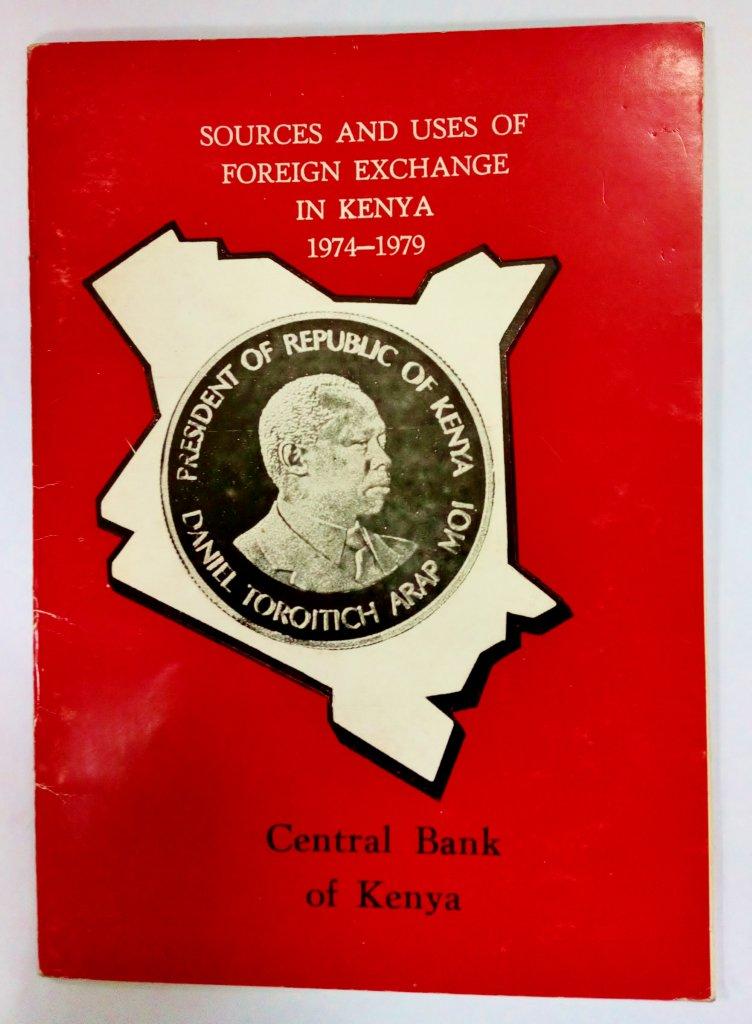 SOURCES AND USES OF
FOREIGN EXCHANGE
IN KENYA
1974–1979
PRESIDENT OF REPUBLIC OF KENYA
DANIEL TOROITICH ARAP MOI
Central Bank
of Kenya